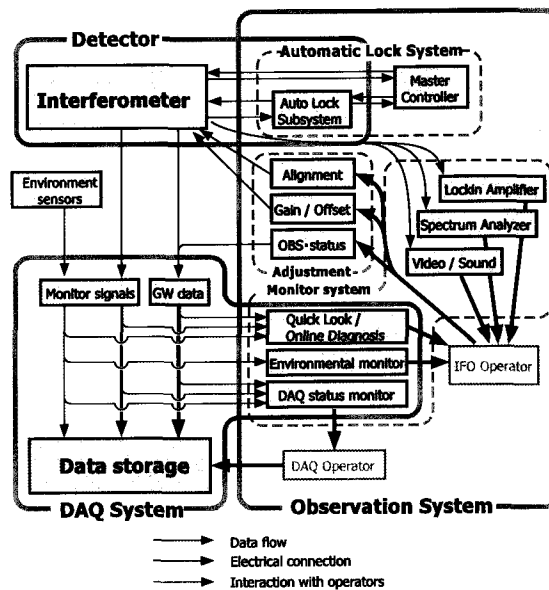 Detector
Automatic Lock System
Interferometer
Master
Controller
Auto Lock
Subsystem
Environment
sensors
Alignment
Gain / Offset
OBS·status
Adjustment
Lockin Amplifier
Spectrum Analyzer
Video / Sound
Monitor system
Monitor signals
GW data
Quick Look /
Online Diagnosis
Environmental monitor
DAQ status monitor
IFO Operator
Data storage
DAQ Operator
DAQ System
Observation System
Data flow
Electrical connection
Interaction with operators